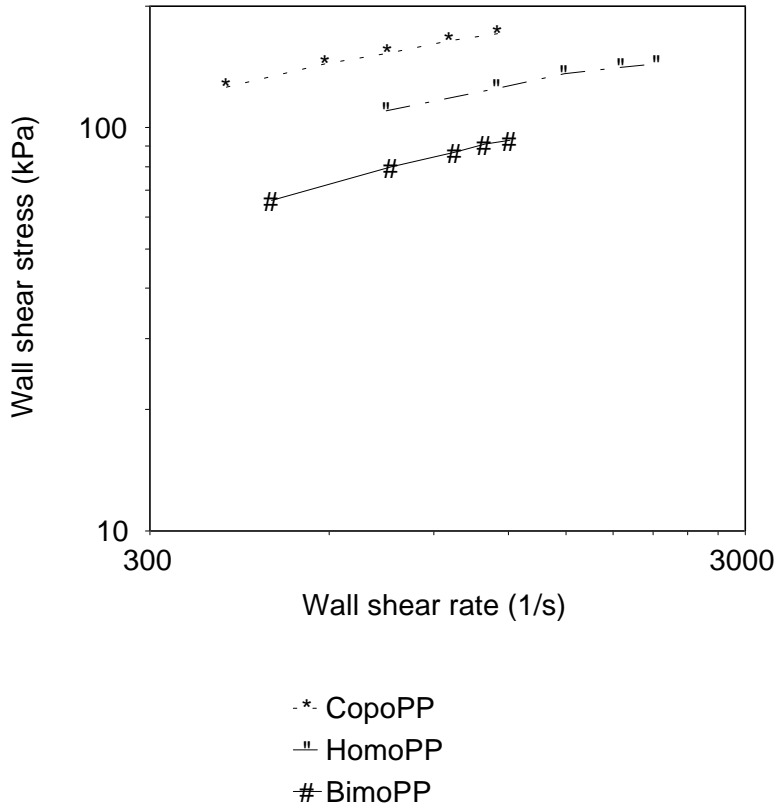 Wall shear stress (kPa)
100
10
300
3000
Wall shear rate (1/s)
* CopoPP
" HomoPP
# BimoPP